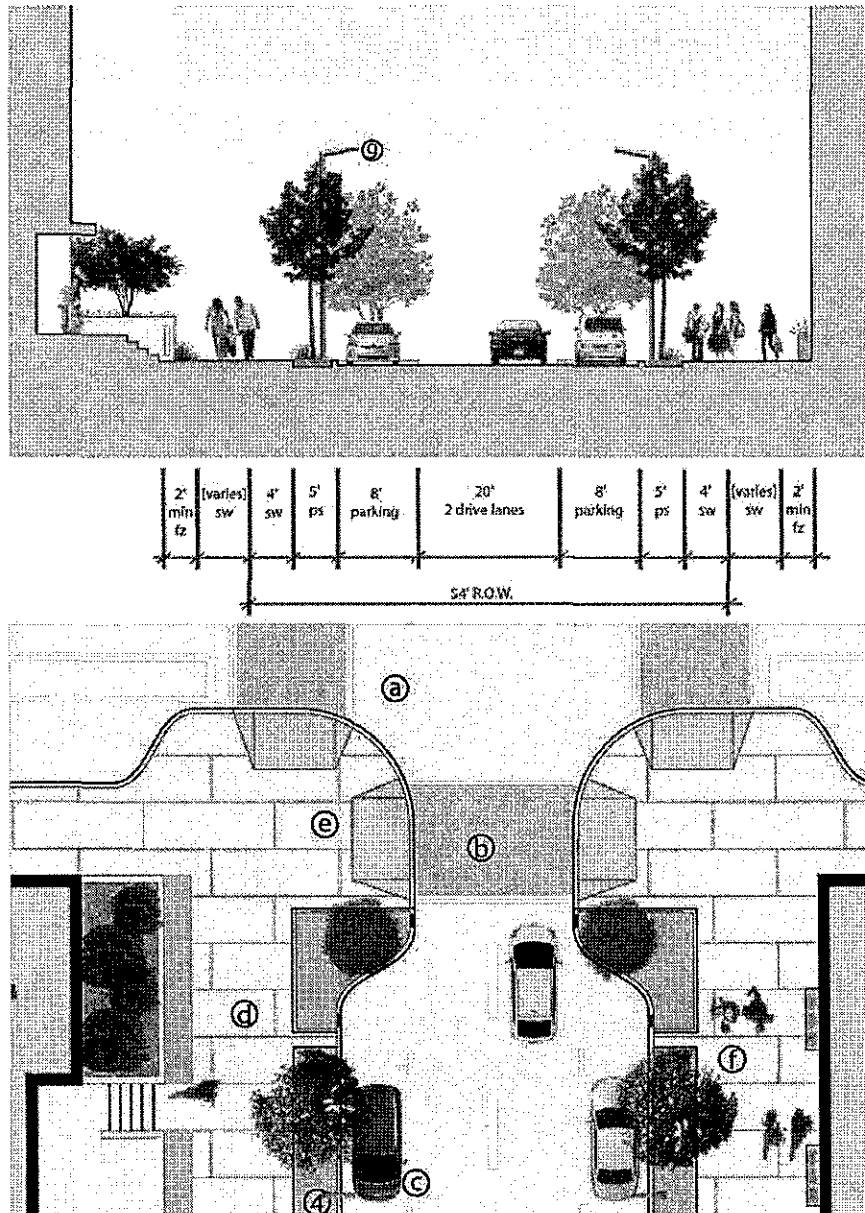 g
2' [varies] 4' 5' 8' 20' 8' 5' 4' [varies] 2'
min sw sw ps parking 2 drive lanes parking ps sw sw min
fz fz
54' R.O.W.
a
e
b
d
f
c
4